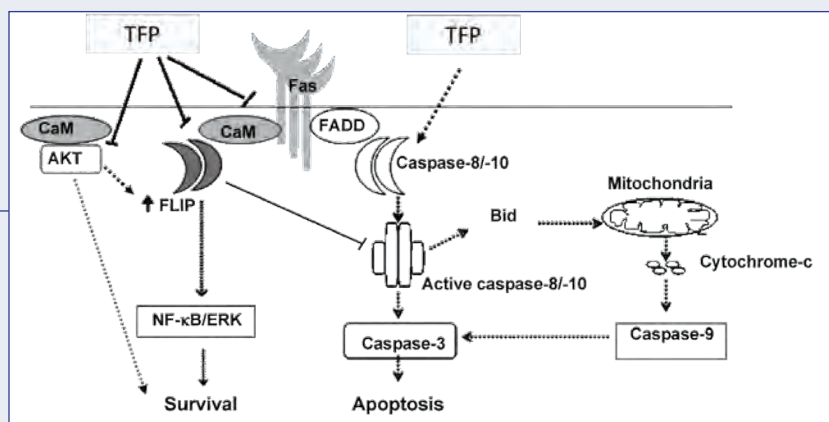 TFP
TFP
Fas
CaM
CaM
FADD
AKT
Caspase-8/-10
FLIP
Mitochondria
Bid
Cytochrome-c
Active caspase-8/-10
NF-κB/ERK
Caspase-3
Caspase-9
Survival
Apoptosis